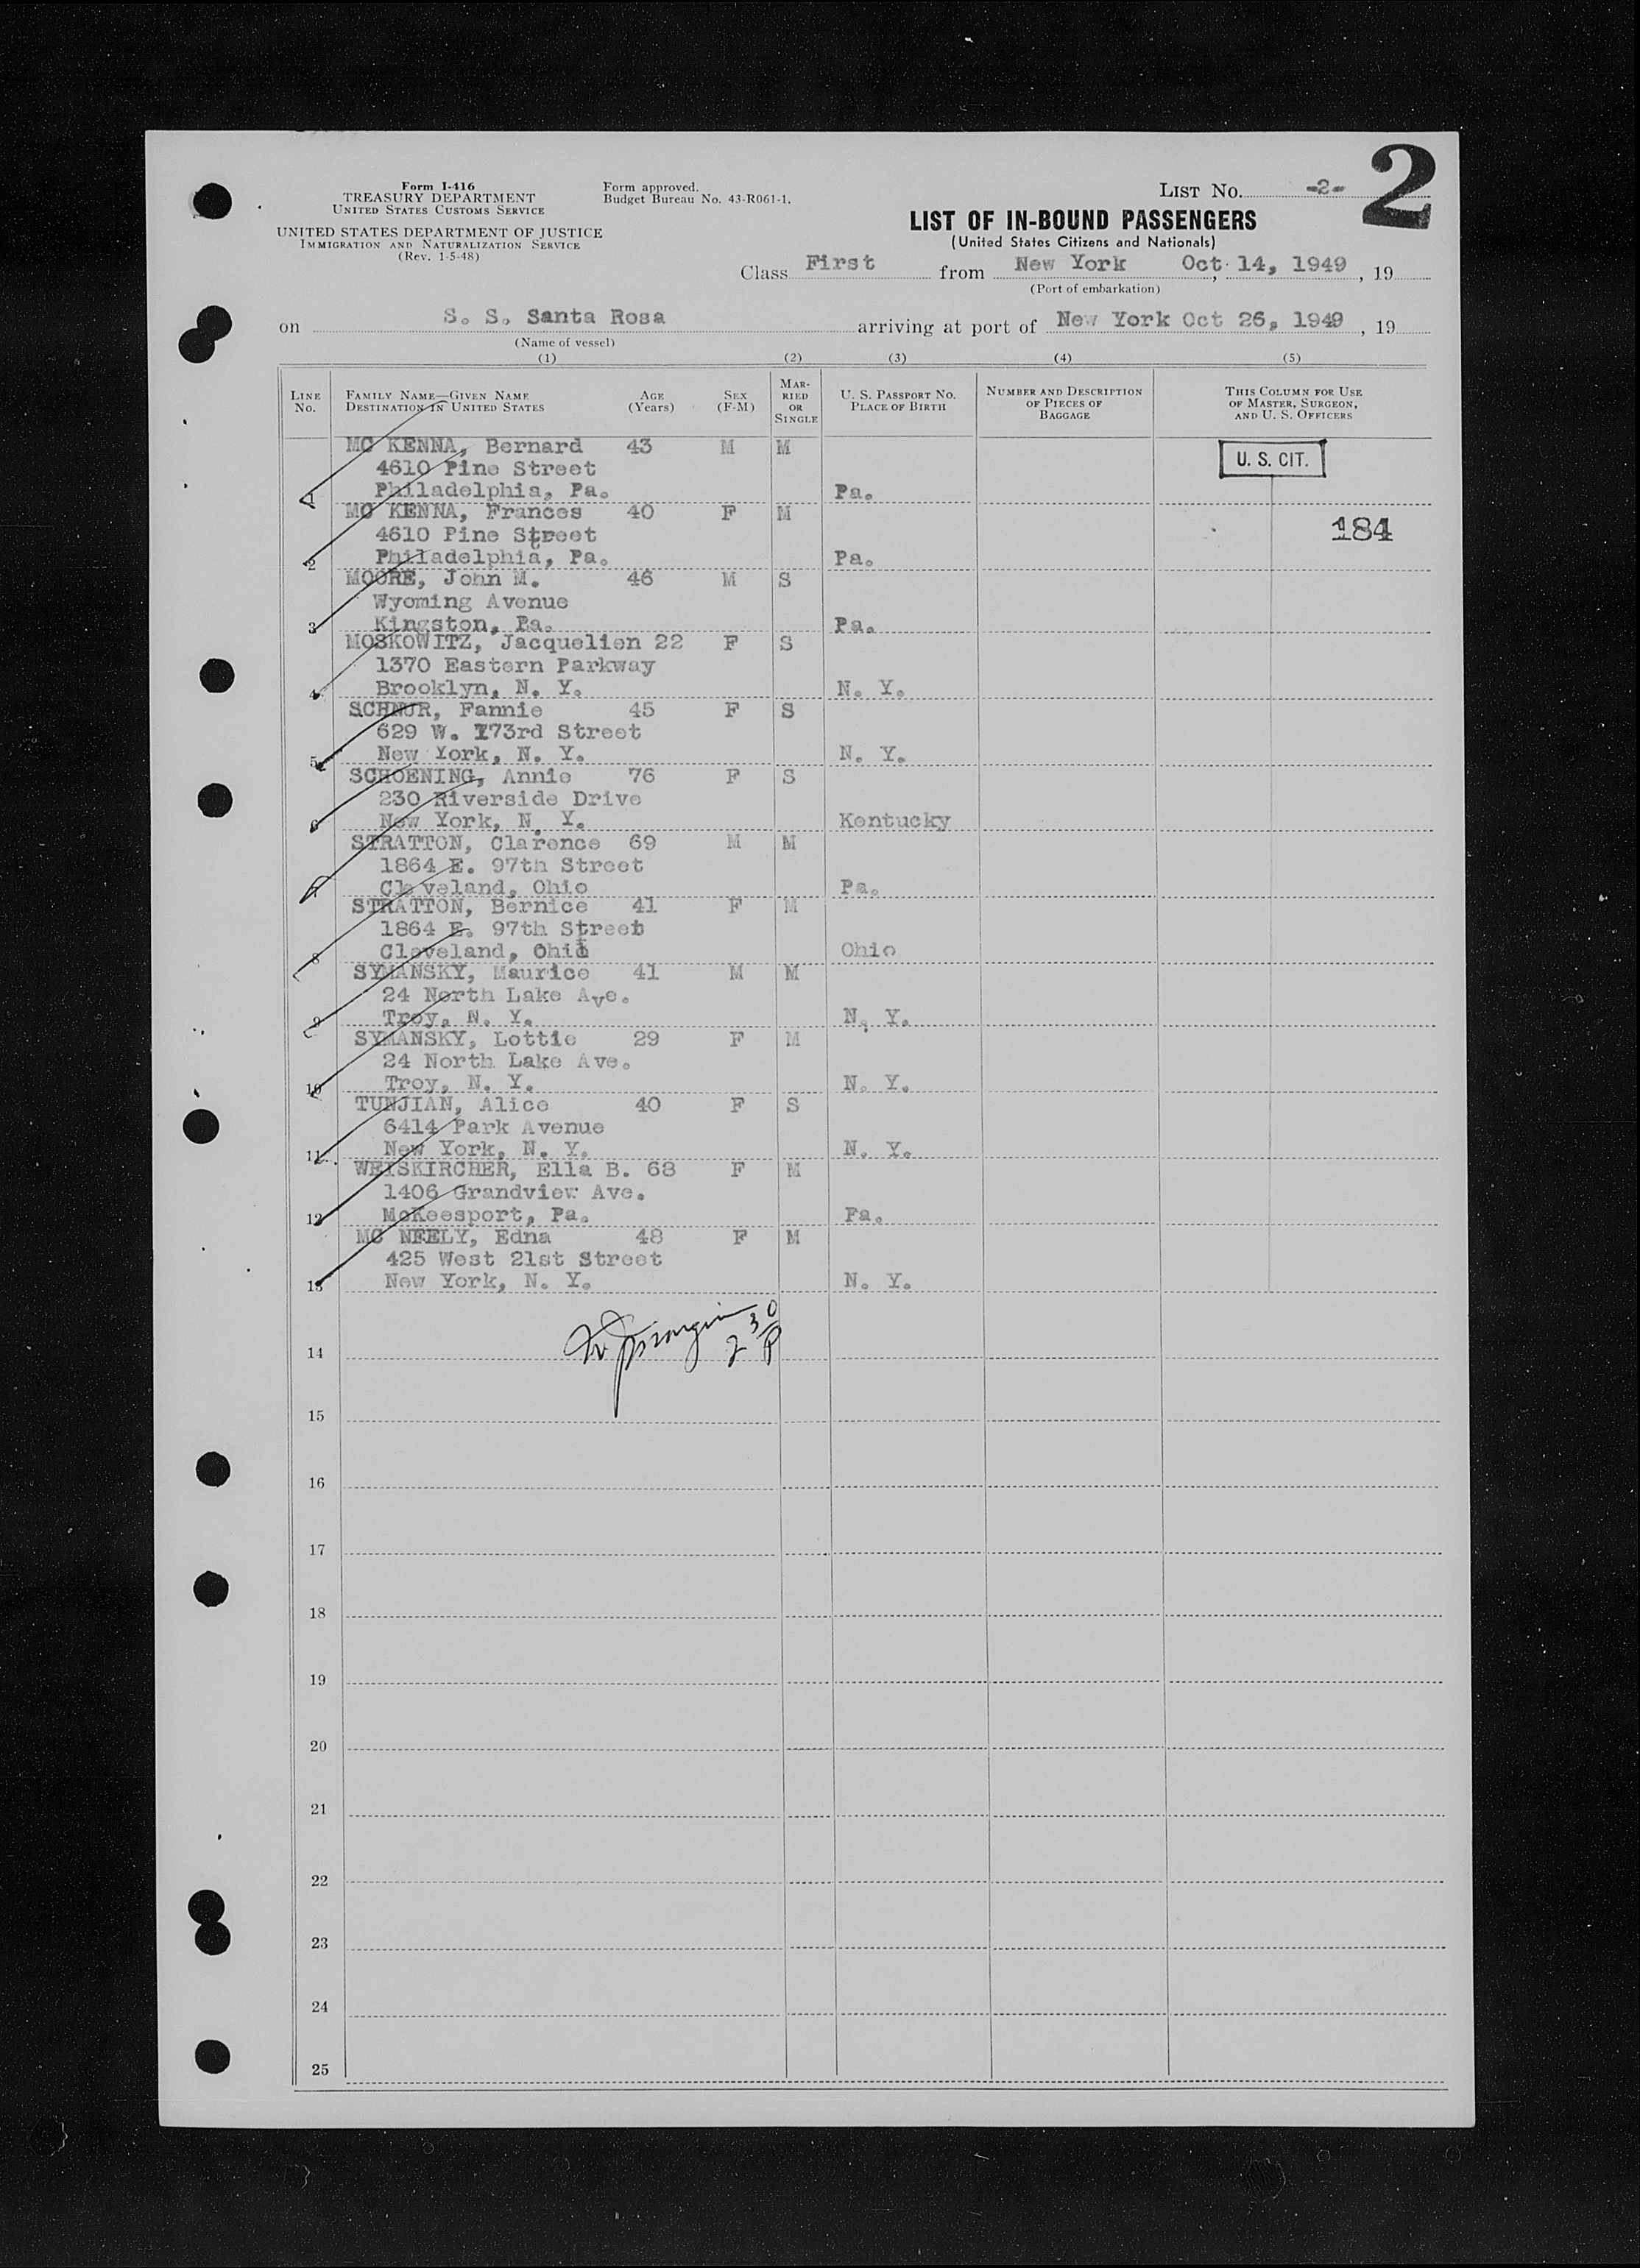 Form I-416
TREASURY DEPARTMENT
UNITED STATES CUSTOMS SERVICE
UNITED STATES DEPARTMENT OF JUSTICE
IMMIGRATION AND NATURALIZATION SERVICE
(Rev. 1-5-48)
Form approved.
Budget Bureau No. 43-R061-1.
LIST NO. -2-
2
LIST OF IN-BOUND PASSENGERS
(United States Citizens and Nationals)
Class First from New York Oct 14, 1949, 19
(Port of embarkation)
on S. S. Santa Rosa arriving at port of New York Oct 26, 1949, 19
(Name of vessel)
(1) (2) (3) (4) (5)
LINE NO. FAMILY NAME—GIVEN NAME DESTINATION IN UNITED STATES AGE (Years) SEX (F-M) MARRIED OR SINGLE U. S. PASSPORT NO. PLACE OF BIRTH NUMBER AND DESCRIPTION OF PIECES OF BAGGAGE THIS COLUMN FOR USE OF MASTER, SURGEON, AND U. S. OFFICERS
MC KENNA, Bernard 43 M M U. S. CIT.
4610 Pine Street
1 Philadelphia, Pa. Pa.
MC KENNA, Frances 40 F M 184
4610 Pine Street
2 Philadelphia, Pa. Pa.
MOORE, John M. 46 M S
Wyoming Avenue
3 Kingston, Pa. Pa.
MOSKOWITZ, Jacquelien 22 F S
1370 Eastern Parkway
4 Brooklyn, N. Y. N. Y.
SCHNUR, Fannie 45 F S
629 W. 173rd Street
5 New York, N. Y. N. Y.
SCHOENING, Annie 76 F S
230 Riverside Drive
6 New York, N. Y. Kentucky
STRATTON, Clarence 69 M M
1864 E. 97th Street
7 Cleveland, Ohio Pa.
STRATTON, Bernice 41 F M
1864 E. 97th Street
8 Cleveland, Ohio Ohio
SYMANSKY, Maurice 41 M M
24 North Lake Ave.
9 Troy, N. Y. N. Y.
SYMANSKY, Lottie 29 F M
24 North Lake Ave.
10 Troy, N. Y. N. Y.
TUNJIAN, Alice 40 F S
6414 Park Avenue
11 New York, N. Y. N. Y.
WEISKIRCHER, Ella B. 68 F M
1406 Grandview Ave.
12 McKeesport, Pa. Pa.
MC NEELY, Edna 48 F M
425 West 21st Street
13 New York, N. Y. N. Y.
2 30 P
14
15
16
17
18
19
20
21
22
23
24
25